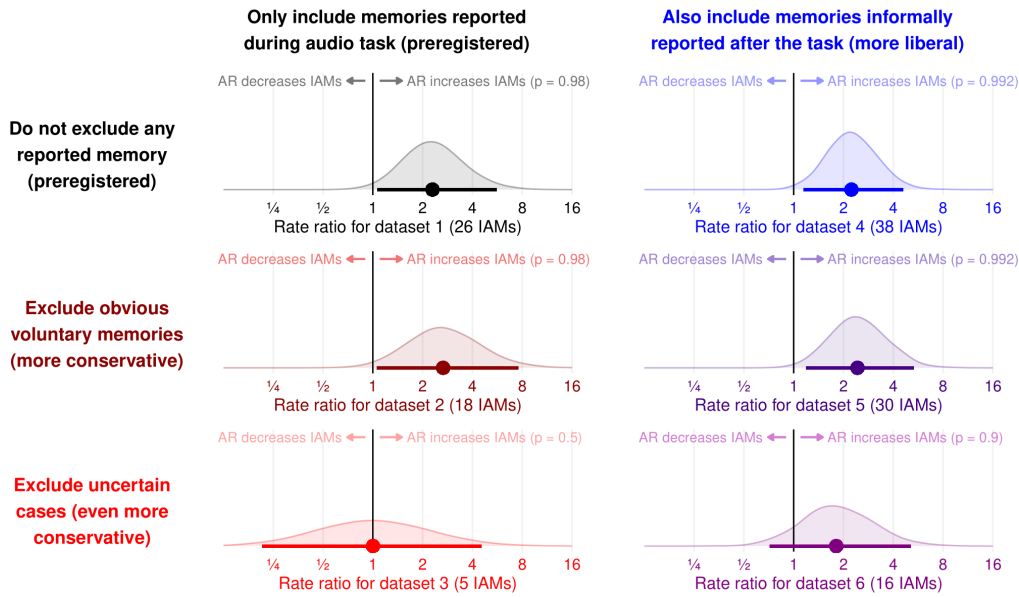 Only include memories reported
during audio task (preregistered)
Also include memories informally
reported after the task (more liberal)
Do not exclude any
reported memory
(preregistered)
AR decreases IAMs
AR increases IAMs (p = 0.98)
¼ ½ 1 2 4 8 16
Rate ratio for dataset 1 (26 IAMs)
AR decreases IAMs
AR increases IAMs (p = 0.992)
¼ ½ 1 2 4 8 16
Rate ratio for dataset 4 (38 IAMs)
Exclude obvious
voluntary memories
(more conservative)
AR decreases IAMs
AR increases IAMs (p = 0.98)
¼ ½ 1 2 4 8 16
Rate ratio for dataset 2 (18 IAMs)
AR decreases IAMs
AR increases IAMs (p = 0.992)
¼ ½ 1 2 4 8 16
Rate ratio for dataset 5 (30 IAMs)
Exclude uncertain
cases (even more
conservative)
AR decreases IAMs
AR increases IAMs (p = 0.5)
¼ ½ 1 2 4 8 16
Rate ratio for dataset 3 (5 IAMs)
AR decreases IAMs
AR increases IAMs (p = 0.9)
¼ ½ 1 2 4 8 16
Rate ratio for dataset 6 (16 IAMs)